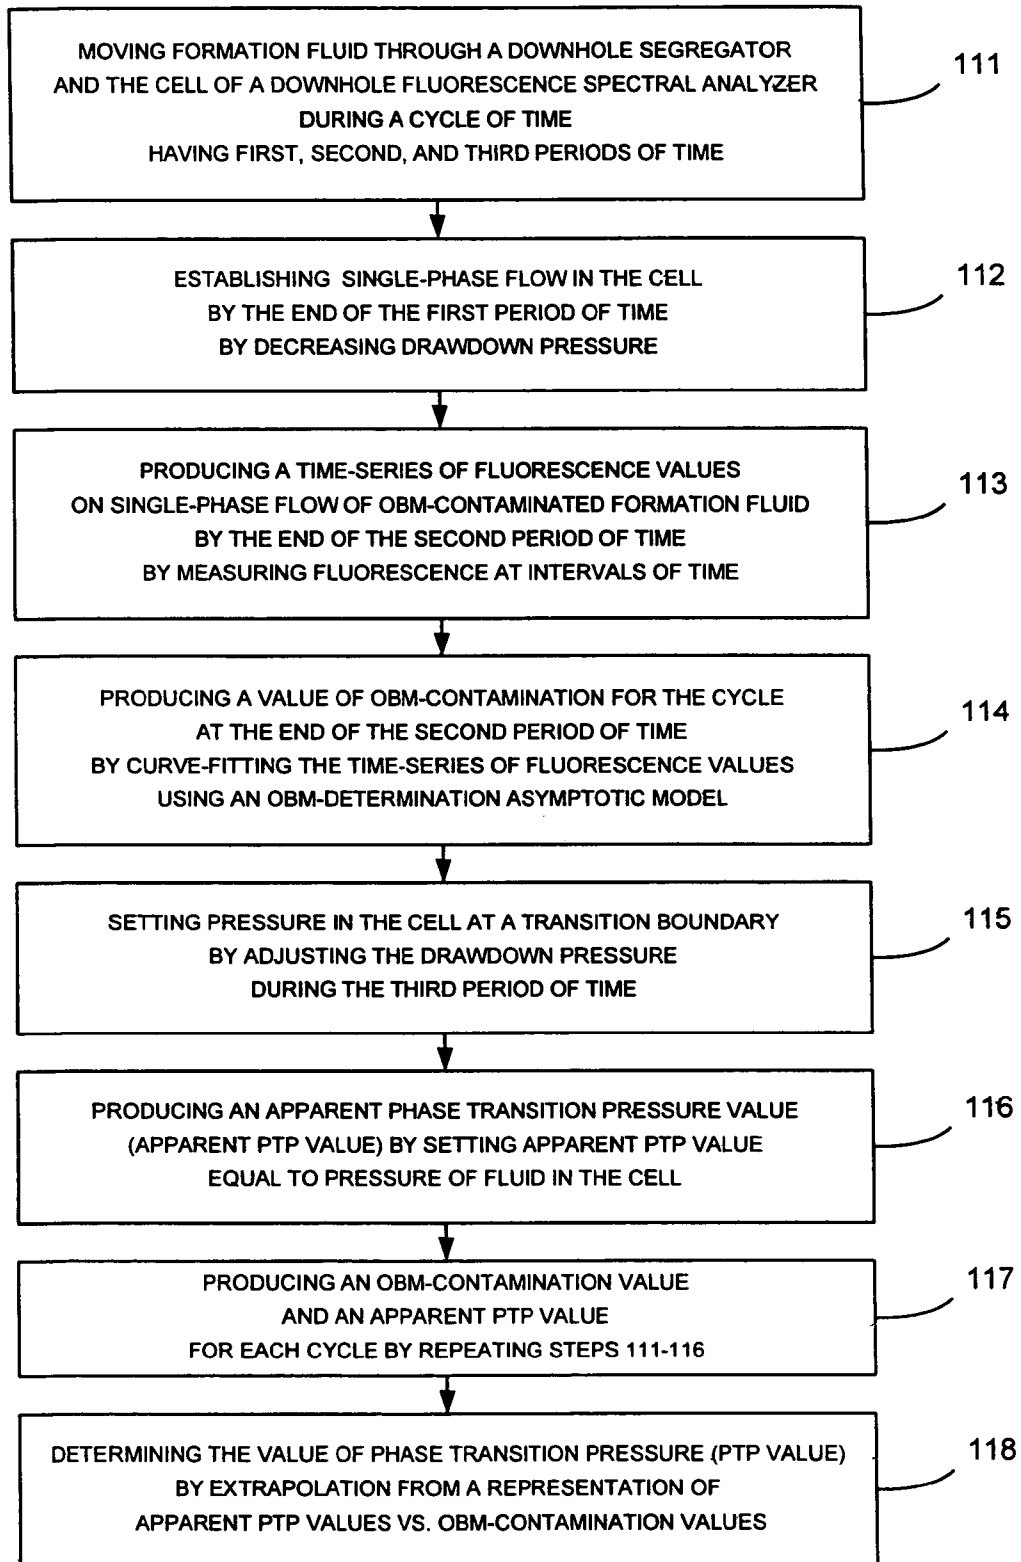 MOVING FORMATION FLUID THROUGH A DOWNHOLE SEGREGATOR
AND THE CELL OF A DOWNHOLE FLUORESCENCE SPECTRAL ANALYZER
DURING A CYCLE OF TIME
HAVING FIRST, SECOND, AND THIRD PERIODS OF TIME
111
ESTABLISHING SINGLE-PHASE FLOW IN THE CELL
BY THE END OF THE FIRST PERIOD OF TIME
BY DECREASING DRAWDOWN PRESSURE
112
PRODUCING A TIME-SERIES OF FLUORESCENCE VALUES
ON SINGLE-PHASE FLOW OF OBM-CONTAMINATED FORMATION FLUID
BY THE END OF THE SECOND PERIOD OF TIME
BY MEASURING FLUORESCENCE AT INTERVALS OF TIME
113
PRODUCING A VALUE OF OBM-CONTAMINATION FOR THE CYCLE
AT THE END OF THE SECOND PERIOD OF TIME
BY CURVE-FITTING THE TIME-SERIES OF FLUORESCENCE VALUES
USING AN OBM-DETERMINATION ASYMPTOTIC MODEL
114
SETTING PRESSURE IN THE CELL AT A TRANSITION BOUNDARY
BY ADJUSTING THE DRAWDOWN PRESSURE
DURING THE THIRD PERIOD OF TIME
115
PRODUCING AN APPARENT PHASE TRANSITION PRESSURE VALUE
(APPARENT PTP VALUE) BY SETTING APPARENT PTP VALUE
EQUAL TO PRESSURE OF FLUID IN THE CELL
116
PRODUCING AN OBM-CONTAMINATION VALUE
AND AN APPARENT PTP VALUE
FOR EACH CYCLE BY REPEATING STEPS 111-116
117
DETERMINING THE VALUE OF PHASE TRANSITION PRESSURE (PTP VALUE)
BY EXTRAPOLATION FROM A REPRESENTATION OF
APPARENT PTP VALUES VS. OBM-CONTAMINATION VALUES
118